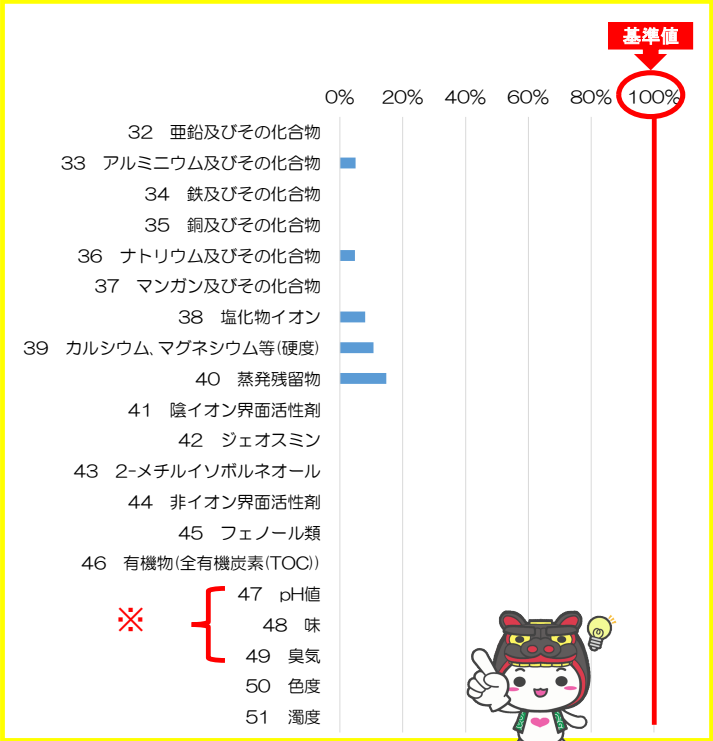 基準値
0% 20% 40% 60% 80% 100%
32 亜鉛及びその化合物
33 アルミニウム及びその化合物
34 鉄及びその化合物
35 銅及びその化合物
36 ナトリウム及びその化合物
37 マンガン及びその化合物
38 塩化物イオン
39 カルシウム、マグネシウム等(硬度)
40 蒸発残留物
41 陰イオン界面活性剤
42 ジェオスミン
43 2-メチルイソボルネオール
44 非イオン界面活性剤
45 フェノール類
46 有機物(全有機炭素(TOC))
47 pH値
※ 48 味
49 臭気
50 色度
51 濁度